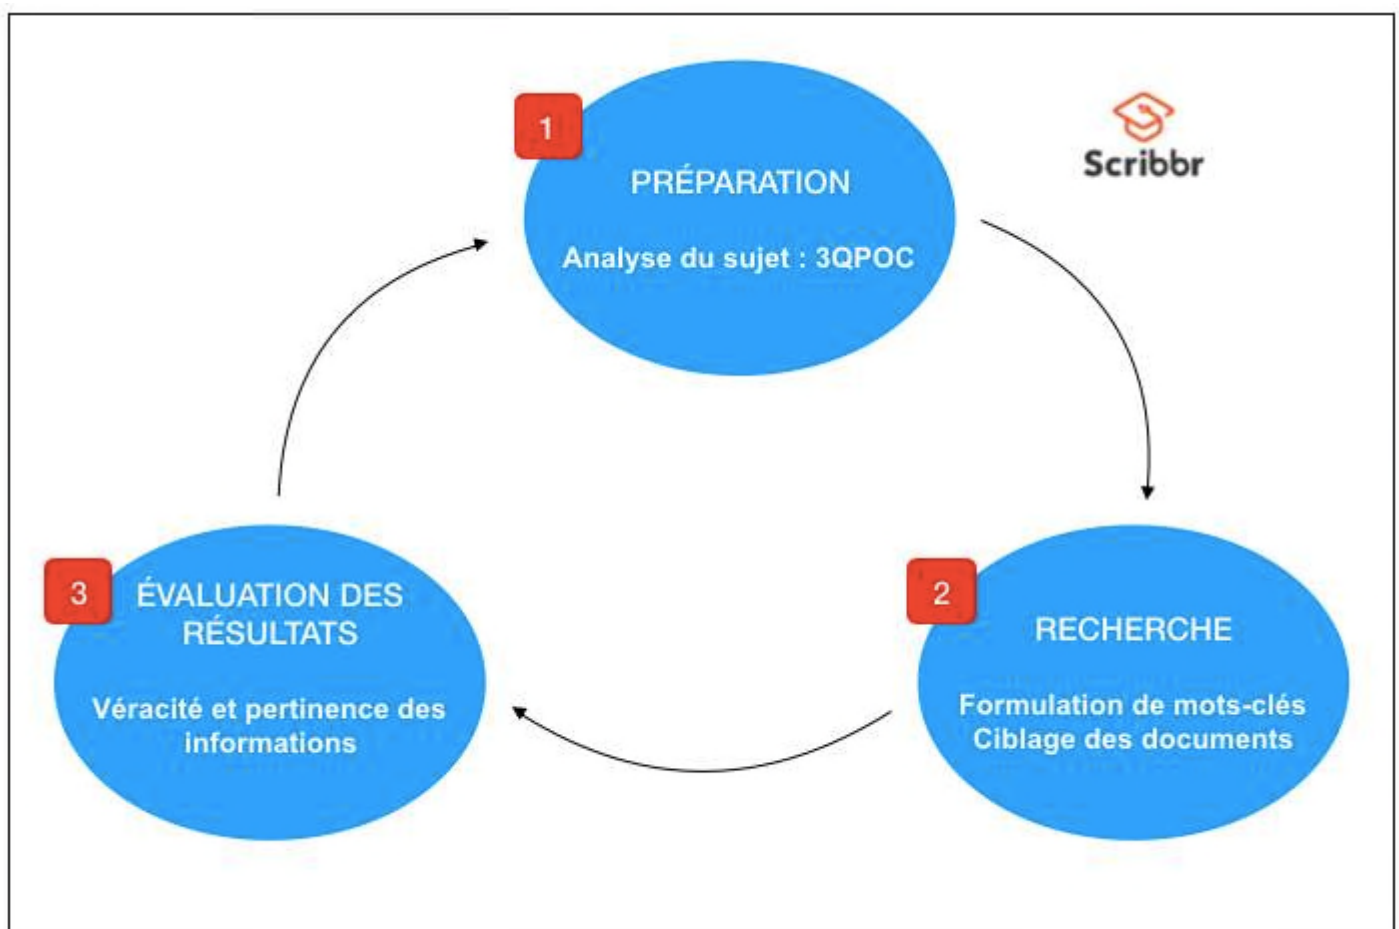 1
PRÉPARATION
Analyse du sujet : 3QPOC
Scribbr
2
RECHERCHE
Formulation de mots-clés
Ciblage des documents
3
ÉVALUATION DES
RÉSULTATS
Véracité et pertinence des
informations